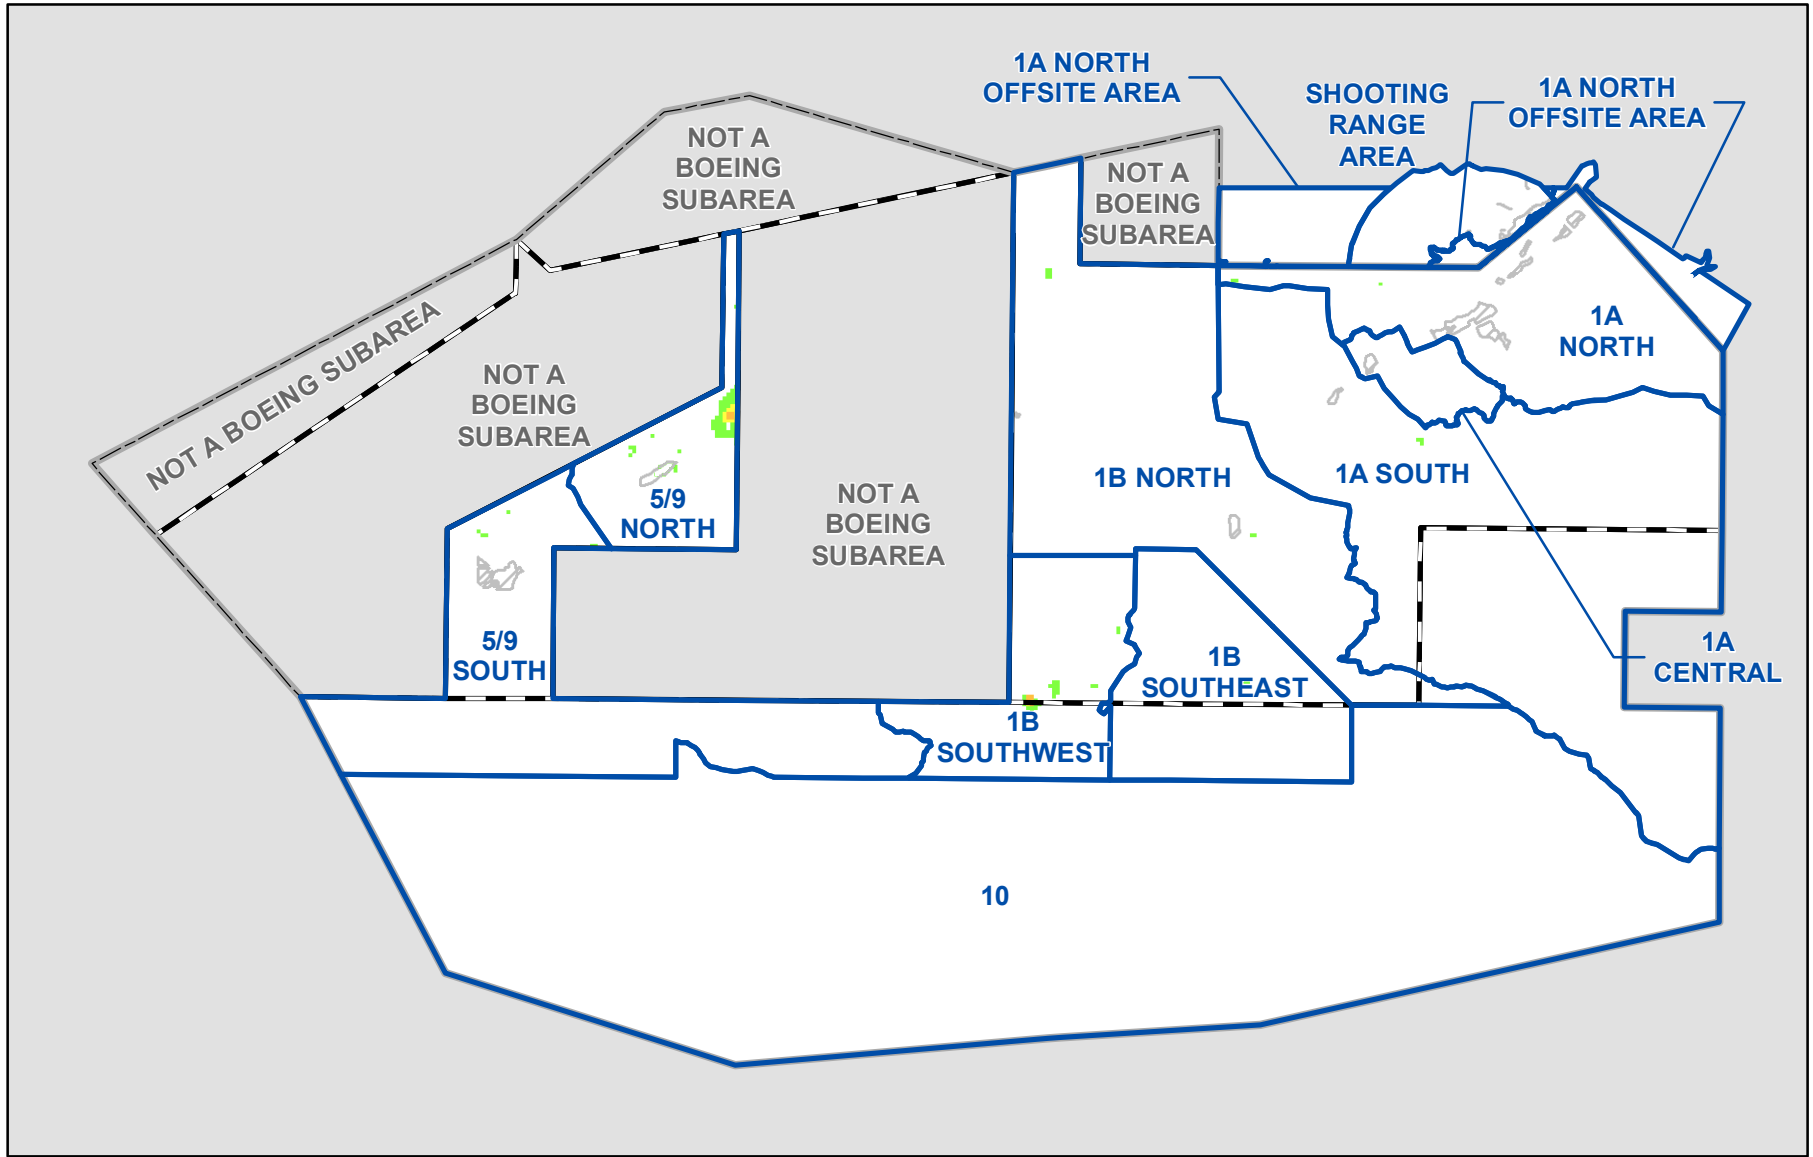 1A NORTH
OFFSITE AREA
SHOOTING
RANGE
AREA
1A NORTH
OFFSITE AREA
NOT A
BOEING
SUBAREA
NOT A
BOEING
SUBAREA
NOT A BOEING SUBAREA
NOT A
BOEING
SUBAREA
1A
NORTH
5/9
NORTH
NOT A
BOEING
SUBAREA
1B NORTH
1A SOUTH
5/9
SOUTH
1B
SOUTHEAST
1A
CENTRAL
1B
SOUTHWEST
10